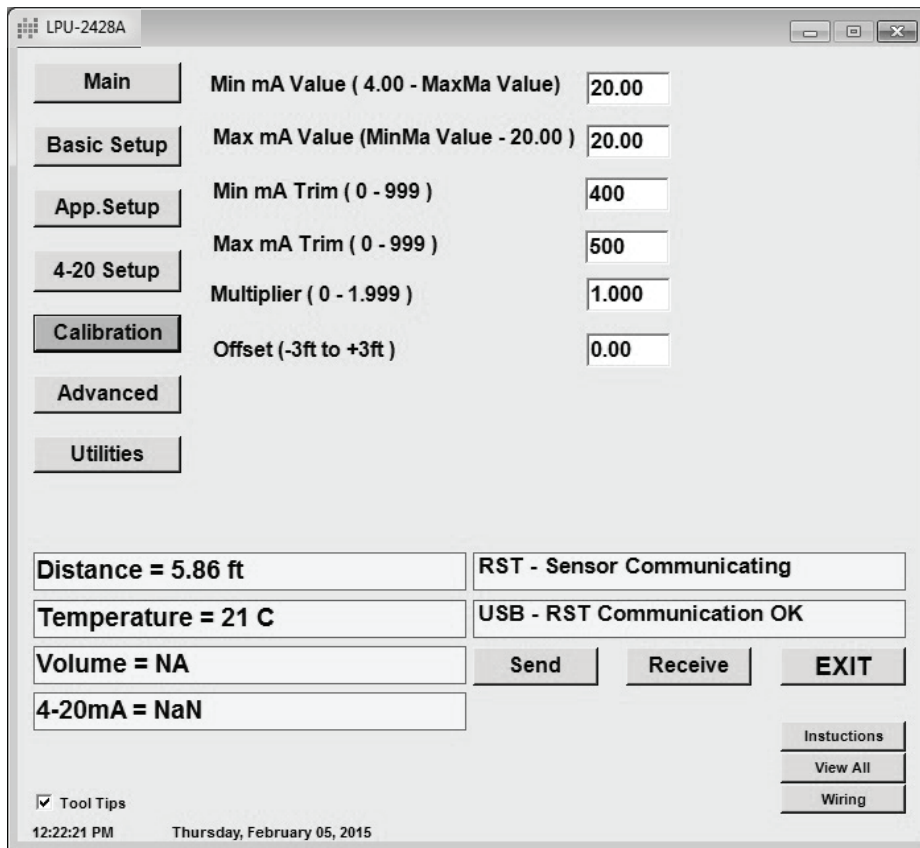 LPU-2428A
Main
Min mA Value ( 4.00 - MaxMa Value) 20.00
Basic Setup
Max mA Value (MinMa Value - 20.00 ) 20.00
App.Setup
Min mA Trim ( 0 - 999 ) 400
Max mA Trim ( 0 - 999 ) 500
4-20 Setup
Multiplier ( 0 - 1.999 ) 1.000
Calibration
Offset (-3ft to +3ft ) 0.00
Advanced
Utilities
Distance = 5.86 ft
RST - Sensor Communicating
Temperature = 21 C
USB - RST Communication OK
Volume = NA
Send Receive EXIT
4-20mA = NaN
Instuctions
View All
Wiring
Tool Tips
12:22:21 PM Thursday, February 05, 2015